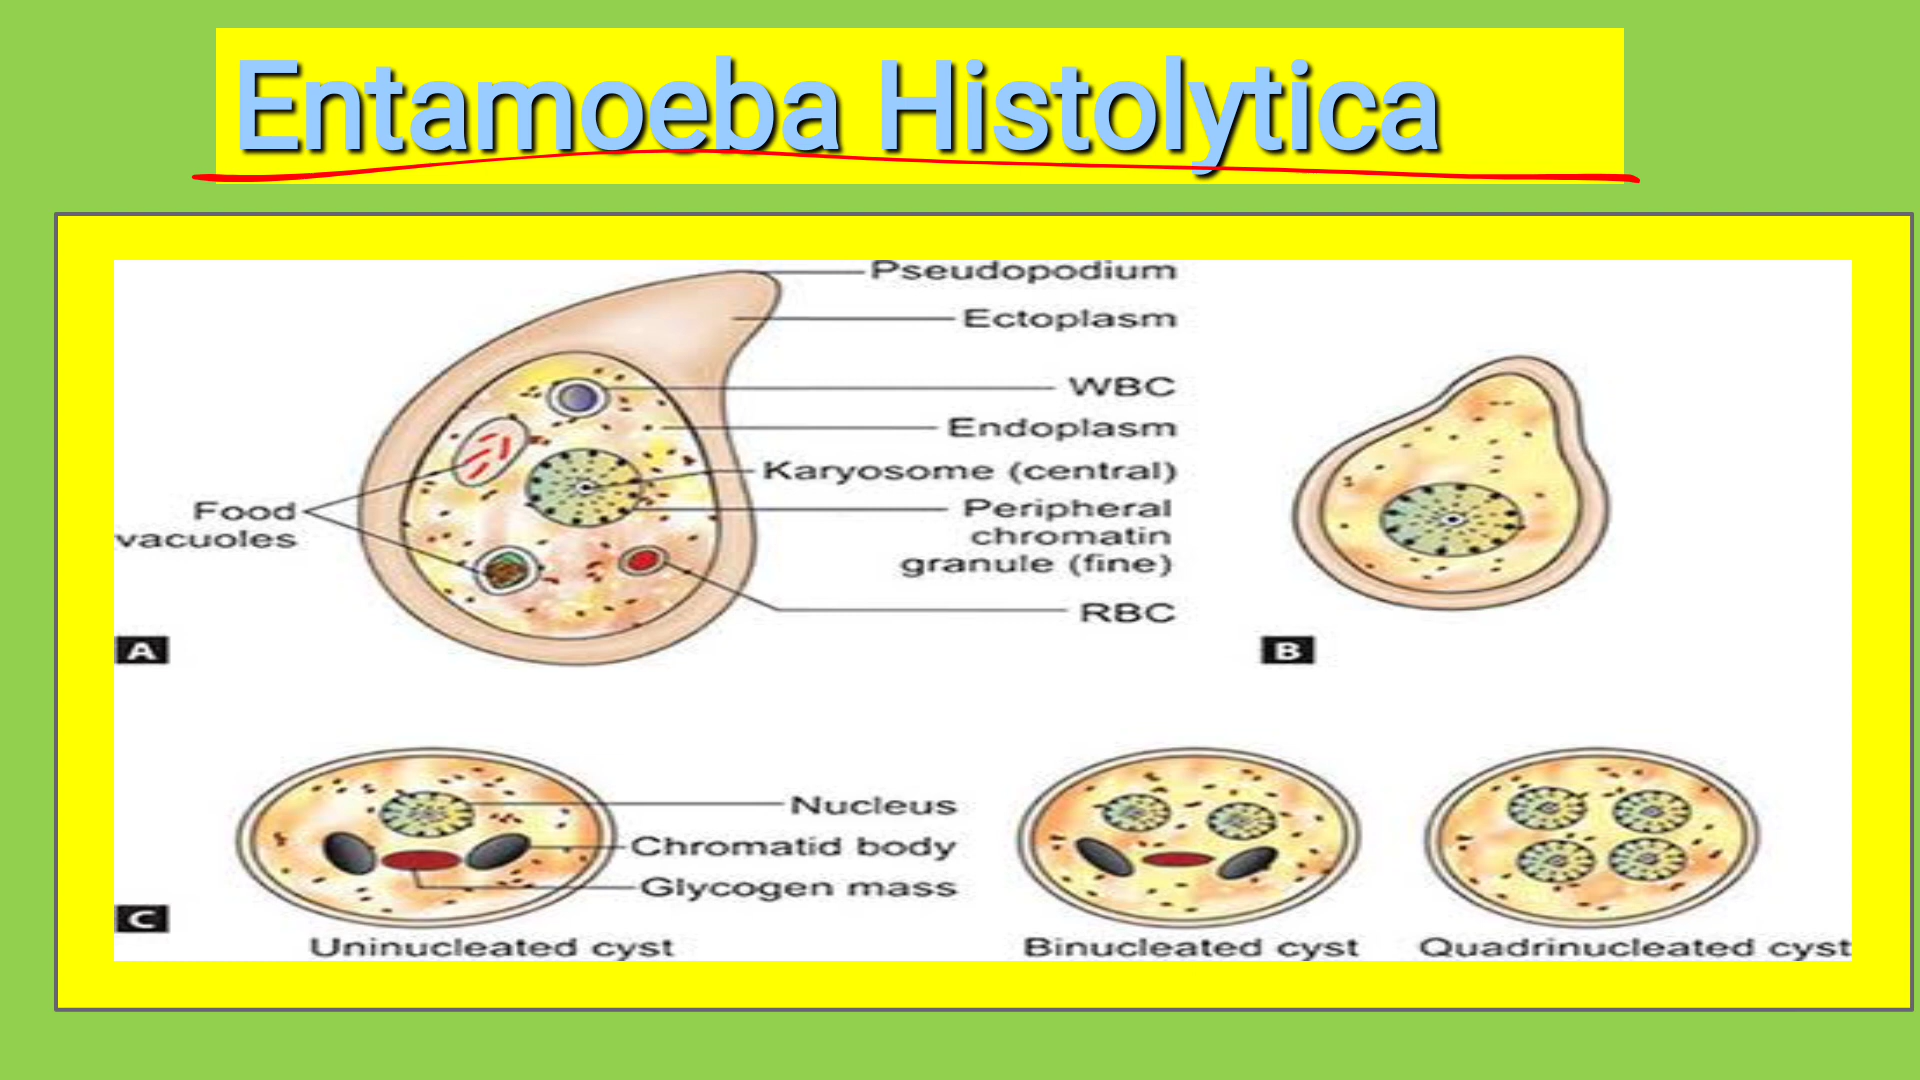 Entamoeba Histolytica
Pseudopodium
Ectoplasm
WBC
Endoplasm
Karyosome (central)
Peripheral
chromatin
granule (fine)
RBC
Food
vacuoles
A
B
Nucleus
Chromatid body
Glycogen mass
C
Uninucleated cyst
Binucleated cyst
Quadrinucleated cyst